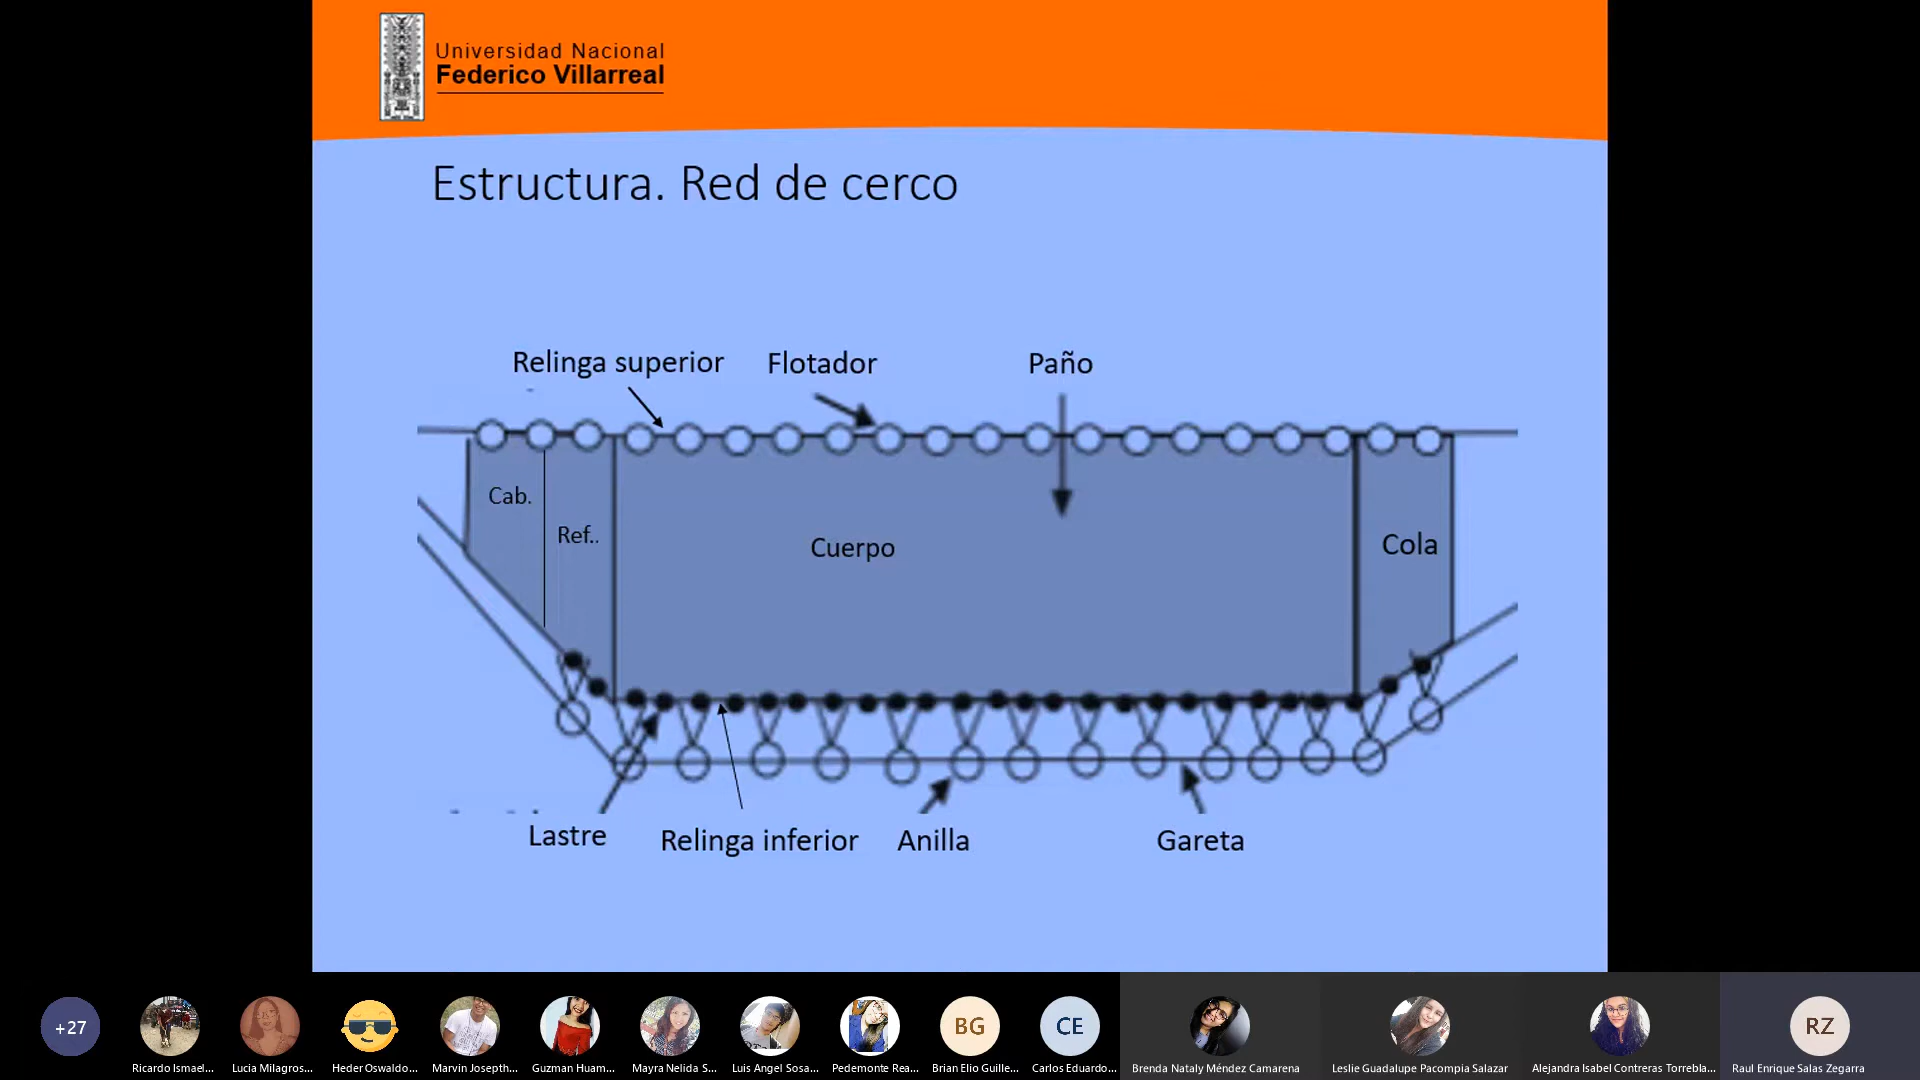 Universidad Nacional
Federico Villarreal
Estructura. Red de cerco
Relinga superior
Flotador
Paño
Cab.
Ref..
Cuerpo
Cola
Lastre
Relinga inferior
Anilla
Gareta
+27
BG
CE
RZ
Ricardo Ismael...
Lucia Milagros...
Heder Oswaldo...
Marvin Josepth...
Guzman Huam...
Mayra Nelida S...
Luis Angel Sosa...
Pedemonte Rea...
Brian Elio Guille...
Carlos Eduardo...
Brenda Nataly Méndez Camarena
Leslie Guadalupe Pacompia Salazar
Alejandra Isabel Contreras Torrebla...
Raul Enrique Salas Zegarra